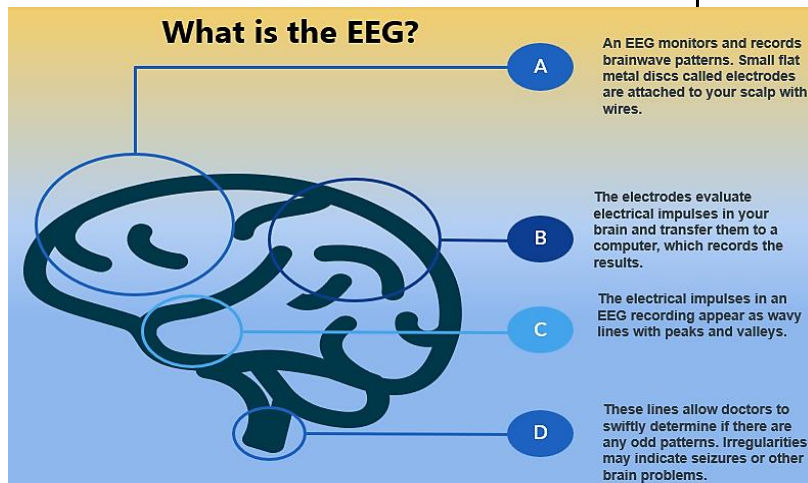 What is the EEG?
A
An EEG monitors and records
brainwave patterns. Small flat
metal discs called electrodes
are attached to your scalp with
wires.
B
The electrodes evaluate
electrical impulses in your
brain and transfer them to a
computer, which records the
results.
C
The electrical impulses in an
EEG recording appear as wavy
lines with peaks and valleys.
D
These lines allow doctors to
swiftly determine if there are
any odd patterns. Irregularities
may indicate seizures or other
brain problems.